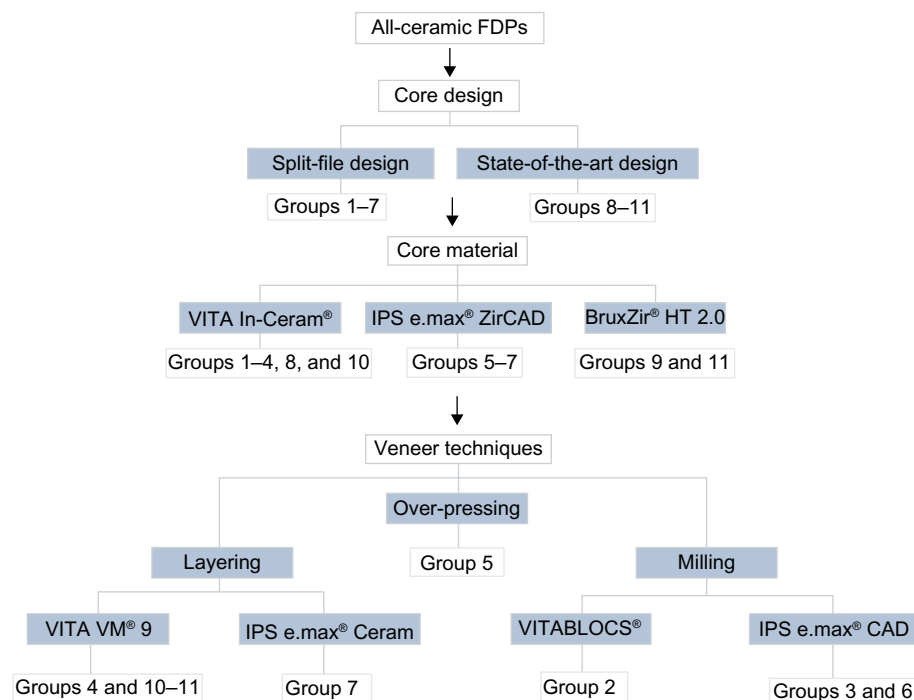 All-ceramic FDPs
Core design
Split-file design
State-of-the-art design
Groups 1–7
Groups 8–11
Core material
VITA In-Ceram®
IPS e.max® ZirCAD
BruxZir® HT 2.0
Groups 1–4, 8, and 10
Groups 5–7
Groups 9 and 11
Veneer techniques
Over-pressing
Group 5
Layering
Milling
VITA VM® 9
IPS e.max® Ceram
VITABLOCS®
IPS e.max® CAD
Groups 4 and 10–11
Group 7
Group 2
Groups 3 and 6